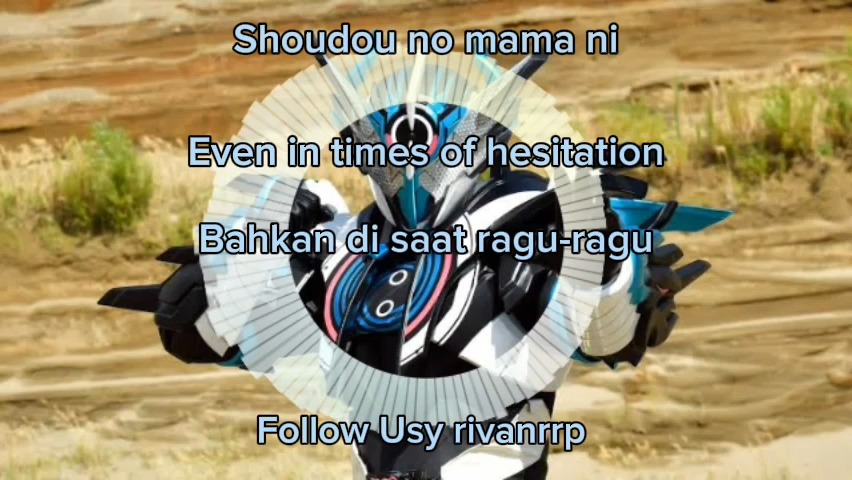 Shoudou no mama ni
Even in times of hesitation
Bahkan di saat ragu-ragu
Follow Usy rivanrrp